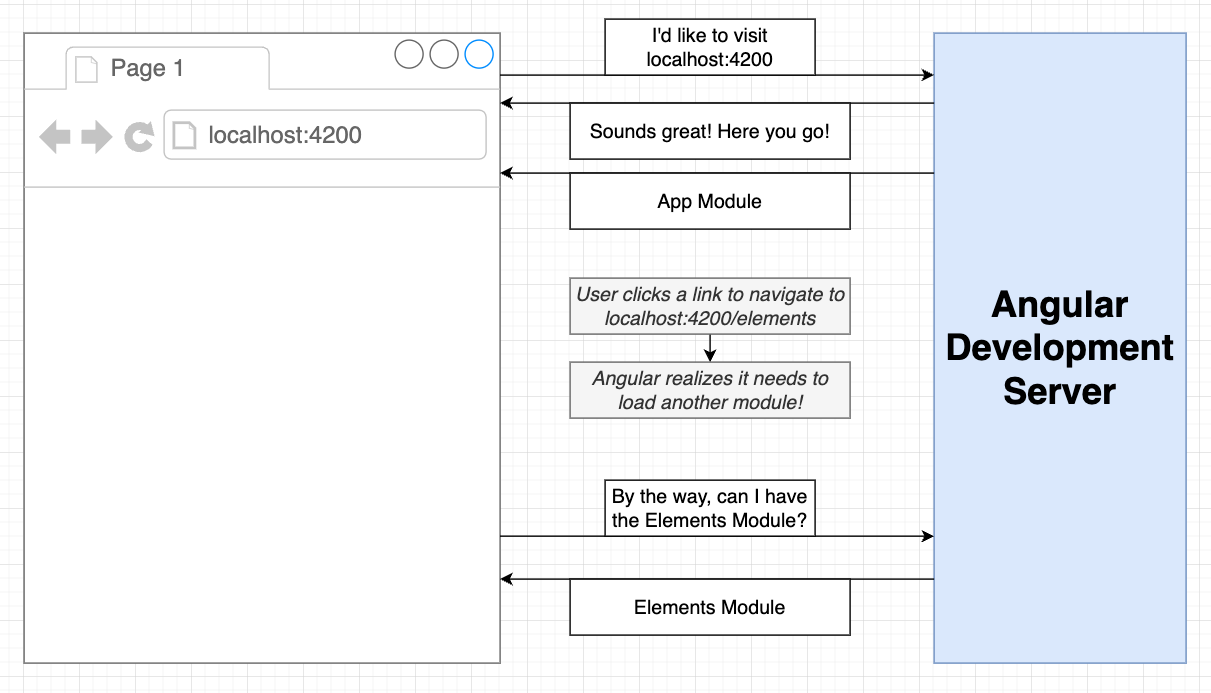 Page 1
localhost:4200
I'd like to visit
localhost:4200
Sounds great! Here you go!
App Module
User clicks a link to navigate to
localhost:4200/elements
Angular realizes it needs to
load another module!
By the way, can I have
the Elements Module?
Elements Module
Angular
Development
Server